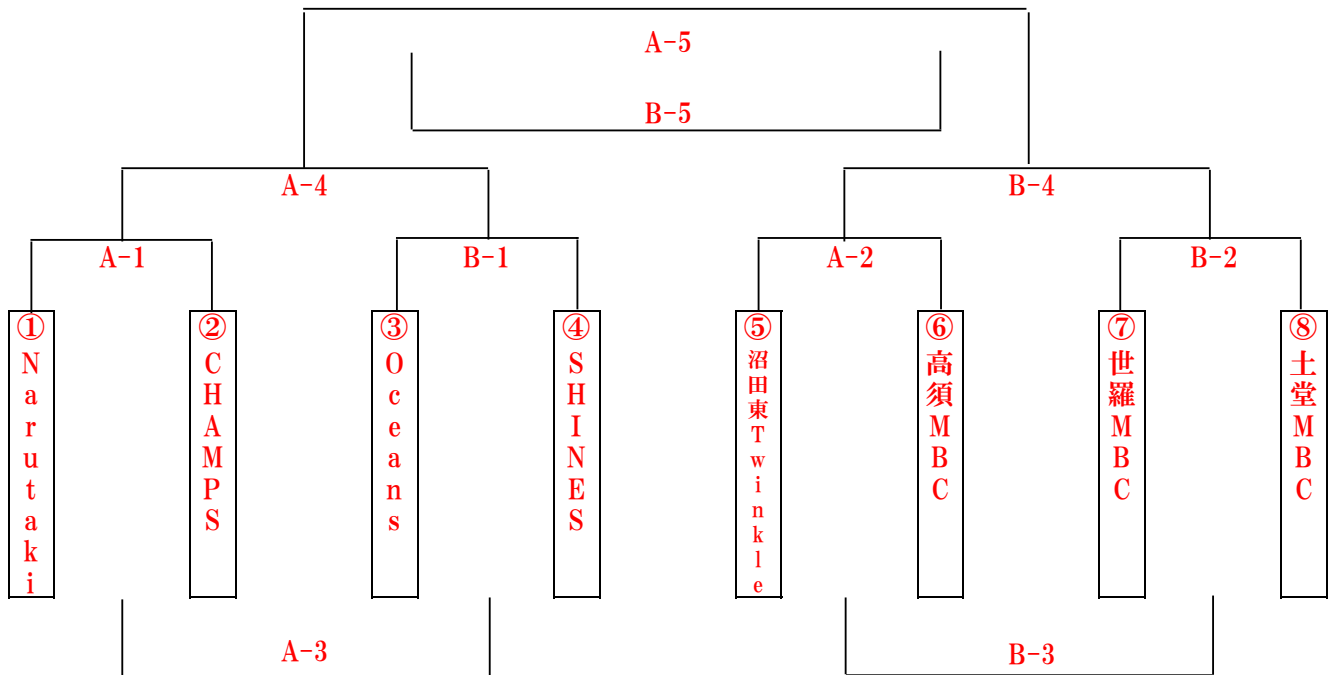 A-5
B-5
A-4
B-4
A-1
B-1
A-2
B-2
①Narutaki
②CHAMPS
③Oceans
④SHINES
⑤沼田東Twinkle
⑥高須MBC
⑦世羅MBC
⑧土堂MBC
A-3
B-3